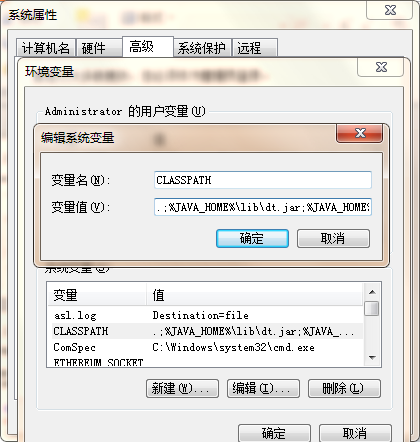 系统属性
计算机名 硬件 高级 系统保护 远程
环境变量
Administrator 的用户变量(U)
编辑系统变量
变量名(N): CLASSPATH
变量值(V): .;%JAVA_HOME%\lib\dt.jar;%JAVA_HOME%
确定 取消
系统变量(S)
变量 值
asl.log Destination=file
CLASSPATH .;%JAVA_HOME%\lib\dt.jar;%JAVA_...
ComSpec C:\Windows\system32\cmd.exe
ETHEREUM_SOCKET
新建(W)... 编辑(I)... 删除(L)
确定 取消